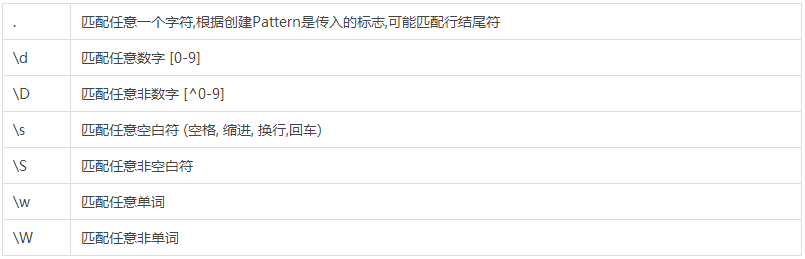 . 匹配任意一个字符,根据创建Pattern是传入的标志,可能匹配行结尾符
\d 匹配任意数字 [0-9]
\D 匹配任意非数字 [^0-9]
\s 匹配任意空白符 (空格, 缩进, 换行,回车)
\S 匹配任意非空白符
\w 匹配任意单词
\W 匹配任意非单词